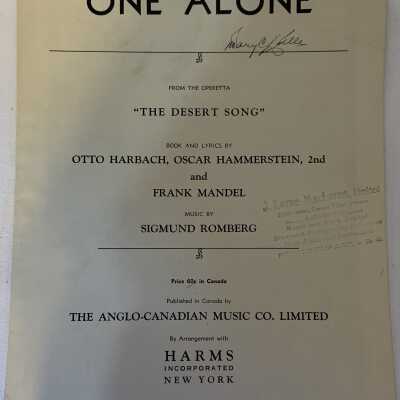 ONE ALONE
FROM THE OPERETTA
"THE DESERT SONG"
BOOK AND LYRICS BY
OTTO HARBACH, OSCAR HAMMERSTEIN, 2nd
and
FRANK MANDEL
MUSIC BY
SIGMUND ROMBERG
Price 60c in Canada
Published in Canada by
THE ANGLO-CANADIAN MUSIC CO. LIMITED
By Arrangement with
HARMS
INCORPORATED
NEW YORK